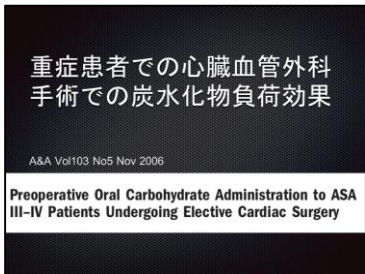 重症患者での心臓血管外科
手術での炭水化物負荷効果
A&A Vol103 No5 Nov 2006
Preoperative Oral Carbohydrate Administration to ASA
III–IV Patients Undergoing Elective Cardiac Surgery